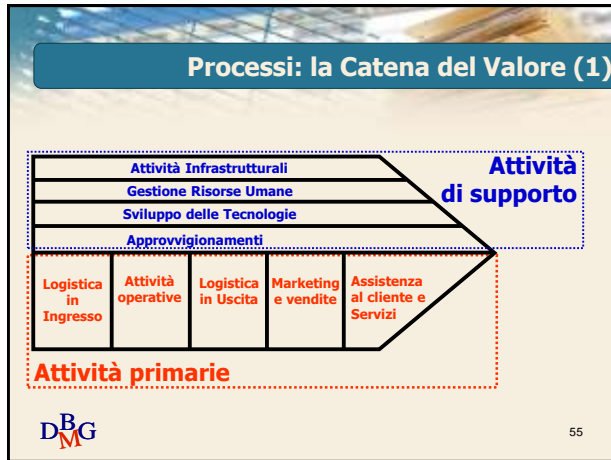 Processi: la Catena del Valore (1)
Attività Infrastrutturali
Gestione Risorse Umane
Sviluppo delle Tecnologie
Approvvigionamenti
Attività
di supporto
Logistica
in
Ingresso
Attività
operative
Logistica
in Uscita
Marketing
e vendite
Assistenza
al cliente e
Servizi
Attività primarie
DBMG
55